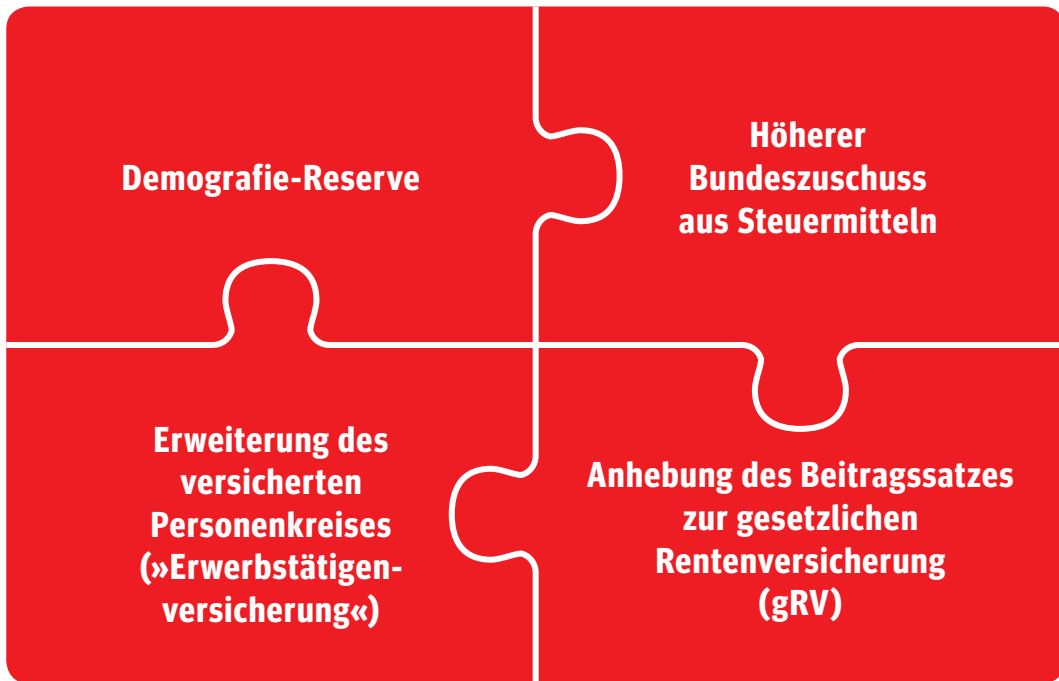 Demografie-Reserve
Höherer
Bundeszuschuss
aus Steuermitteln
Erweiterung des
versicherten
Personenkreises
(»Erwerbstätigen-
versicherung«)
Anhebung des Beitragssatzes
zur gesetzlichen
Rentenversicherung
(gRV)